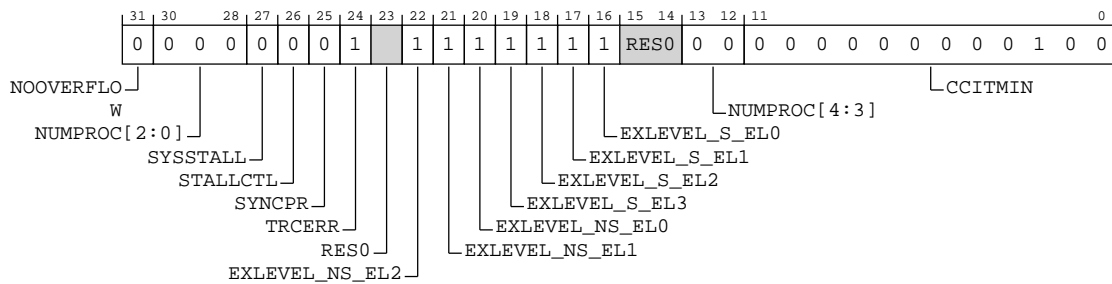 31 30 28 27 26 25 24 23 22 21 20 19 18 17 16 15 14 13 12 11 0
0 0 0 0 0 0 0 1 1 1 1 1 1 1 1 RES0 0 0 0 0 0 0 0 0 0 0 0 1 0 0
NOOVERFLO CCITMIN
W NUMPROC[4:3]
NUMPROC[2:0] EXLEVEL_S_EL0
SYSSTALL EXLEVEL_S_EL1
STALLCTL EXLEVEL_S_EL2
SYNCPR EXLEVEL_S_EL3
TRCERR EXLEVEL_NS_EL0
RES0 EXLEVEL_NS_EL1
EXLEVEL_NS_EL2